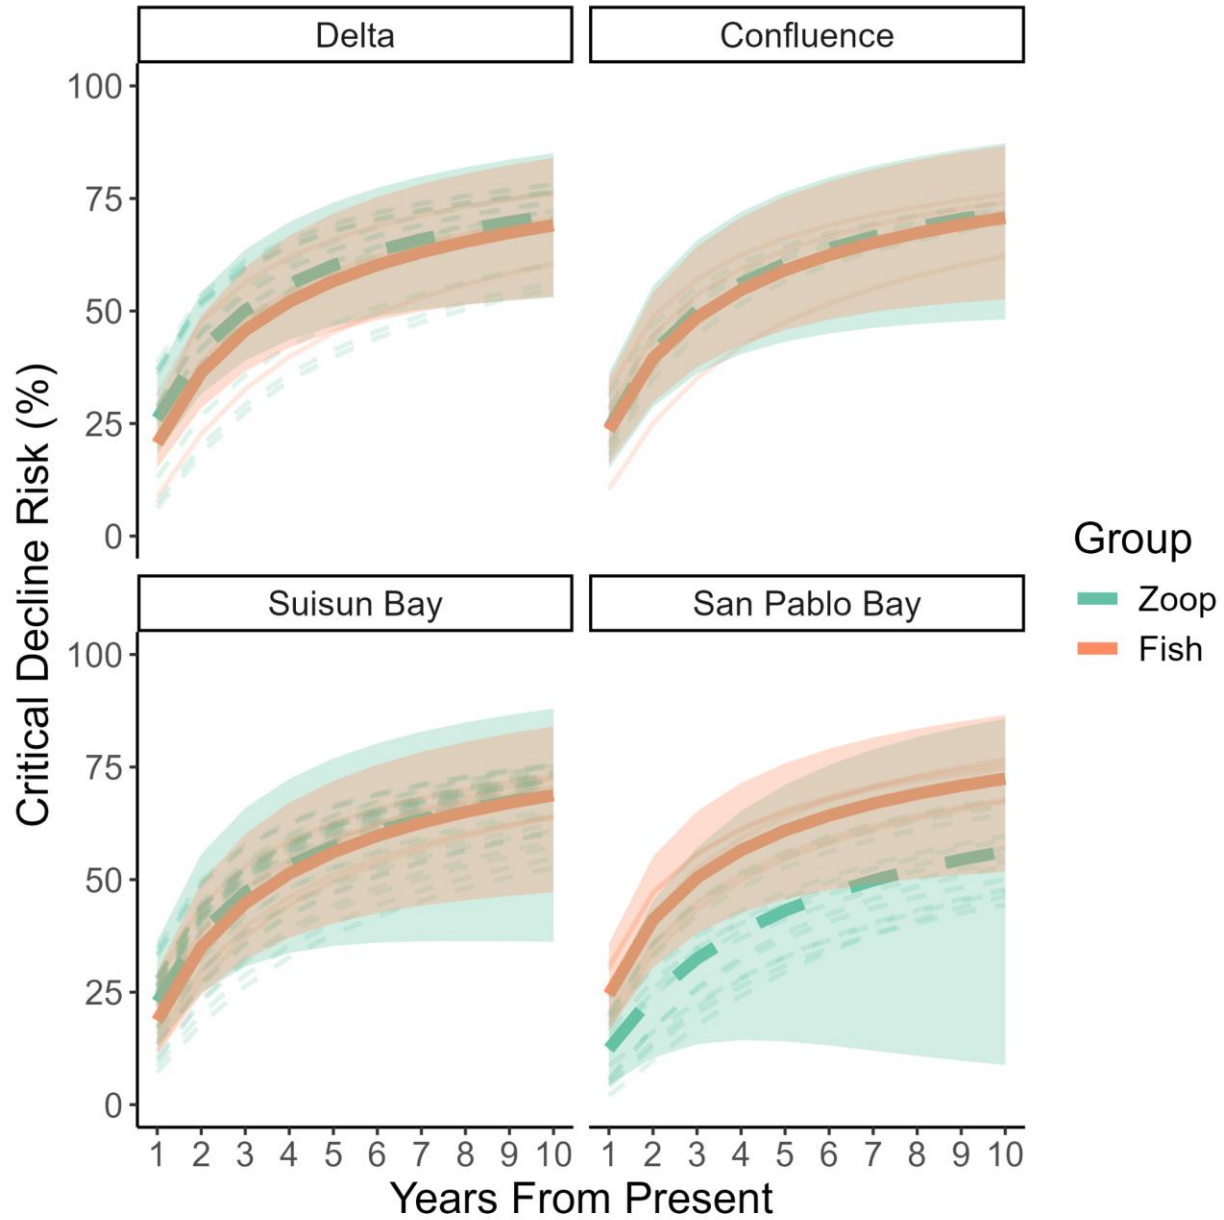 Delta
Confluence
100
75
50
25
0
Suisun Bay
San Pablo Bay
100
75
50
25
0
1 2 3 4 5 6 7 8 9 10
1 2 3 4 5 6 7 8 9 10
Years From Present
Critical Decline Risk (%)
Group
Zoop
Fish